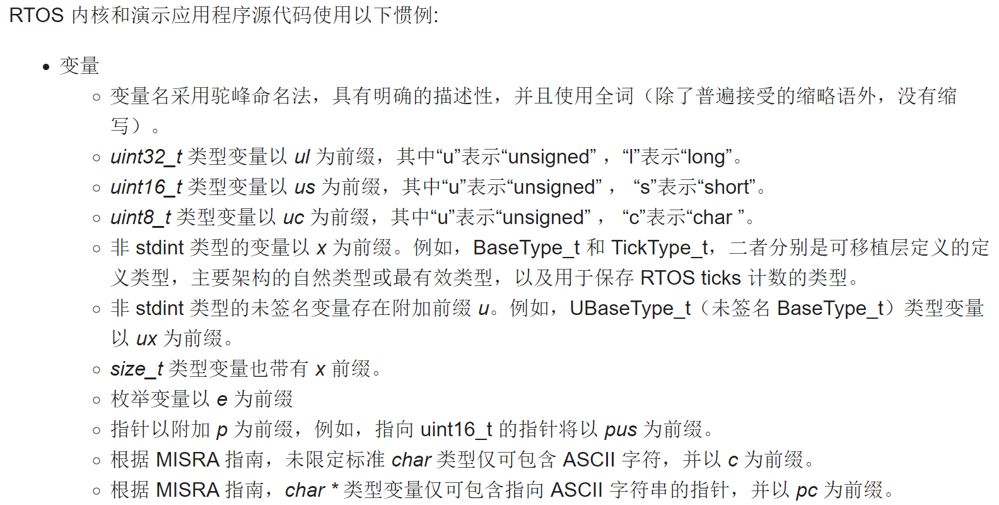 RTOS 内核和演示应用程序源代码使用以下惯例:
• 变量
○ 变量名采用驼峰命名法，具有明确的描述性，并且使用全词（除了普遍接受的缩略语外，没有缩
写）。
○ uint32_t 类型变量以 ul 为前缀，其中“u”表示“unsigned” ，“l”表示“long”。
○ uint16_t 类型变量以 us 为前缀，其中“u”表示“unsigned” ， “s”表示“short”。
○ uint8_t 类型变量以 uc 为前缀，其中“u”表示“unsigned” ， “c”表示“char ”。
○ 非 stdint 类型的变量以 x 为前缀。例如，BaseType_t 和 TickType_t，二者分别是可移植层定义的定
义类型，主要架构的自然类型或最有效类型，以及用于保存 RTOS ticks 计数的类型。
○ 非 stdint 类型的未签名变量存在附加前缀 u。例如，UBaseType_t（未签名 BaseType_t）类型变量
以 ux 为前缀。
○ size_t 类型变量也带有 x 前缀。
○ 枚举变量以 e 为前缀
○ 指针以附加 p 为前缀，例如，指向 uint16_t 的指针将以 pus 为前缀。
○ 根据 MISRA 指南，未限定标准 char 类型仅可包含 ASCII 字符，并以 c 为前缀。
○ 根据 MISRA 指南，char * 类型变量仅可包含指向 ASCII 字符串的指针，并以 pc 为前缀。